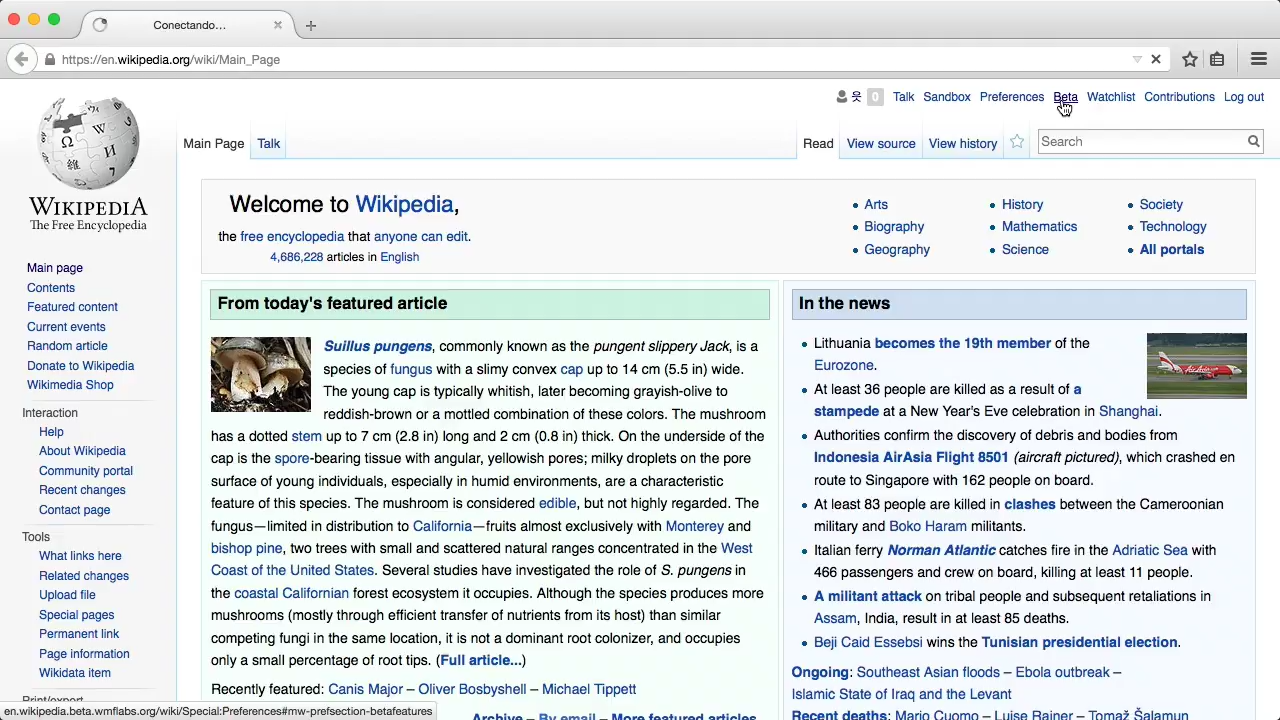 Conectando…
https://en.wikipedia.org/wiki/Main_Page
0 Talk Sandbox Preferences Beta Watchlist Contributions Log out
Main Page Talk Read View source View history Search
WIKIPEDIA
The Free Encyclopedia
Main page
Contents
Featured content
Current events
Random article
Donate to Wikipedia
Wikimedia Shop
Interaction
Help
About Wikipedia
Community portal
Recent changes
Contact page
Tools
What links here
Related changes
Upload file
Special pages
Permanent link
Page information
Wikidata item
Print/export
Welcome to Wikipedia,
the free encyclopedia that anyone can edit.
4,686,228 articles in English
Arts
Biography
Geography
History
Mathematics
Science
Society
Technology
All portals
From today's featured article
Suillus pungens, commonly known as the pungent slippery Jack, is a
species of fungus with a slimy convex cap up to 14 cm (5.5 in) wide.
The young cap is typically whitish, later becoming grayish-olive to
reddish-brown or a mottled combination of these colors. The mushroom
has a dotted stem up to 7 cm (2.8 in) long and 2 cm (0.8 in) thick. On the underside of the
cap is the spore-bearing tissue with angular, yellowish pores; milky droplets on the pore
surface of young individuals, especially in humid environments, are a characteristic
feature of this species. The mushroom is considered edible, but not highly regarded. The
fungus—limited in distribution to California—fruits almost exclusively with Monterey and
bishop pine, two trees with small and scattered natural ranges concentrated in the West
Coast of the United States. Several studies have investigated the role of S. pungens in
the coastal Californian forest ecosystem it occupies. Although the species produces more
mushrooms (mostly through efficient transfer of nutrients from its host) than similar
competing fungi in the same location, it is not a dominant root colonizer, and occupies
only a small percentage of root tips. (Full article...)
Recently featured: Canis Major – Oliver Bosbyshell – Michael Tippett
Archive – By email – More featured articles
In the news
Lithuania becomes the 19th member of the
Eurozone.
At least 36 people are killed as a result of a
stampede at a New Year's Eve celebration in Shanghai.
Authorities confirm the discovery of debris and bodies from
Indonesia AirAsia Flight 8501 (aircraft pictured), which crashed en
route to Singapore with 162 people on board.
At least 83 people are killed in clashes between the Cameroonian
military and Boko Haram militants.
Italian ferry Norman Atlantic catches fire in the Adriatic Sea with
466 passengers and crew on board, killing at least 11 people.
A militant attack on tribal people and subsequent retaliations in
Assam, India, result in at least 85 deaths.
Beji Caid Essebsi wins the Tunisian presidential election.
Ongoing: Southeast Asian floods – Ebola outbreak –
Islamic State of Iraq and the Levant
Recent deaths: Mario Cuomo – Luise Rainer – Tomaž Šalamun
en.wikipedia.beta.wmflabs.org/wiki/Special:Preferences#mw-prefsection-betafeatures